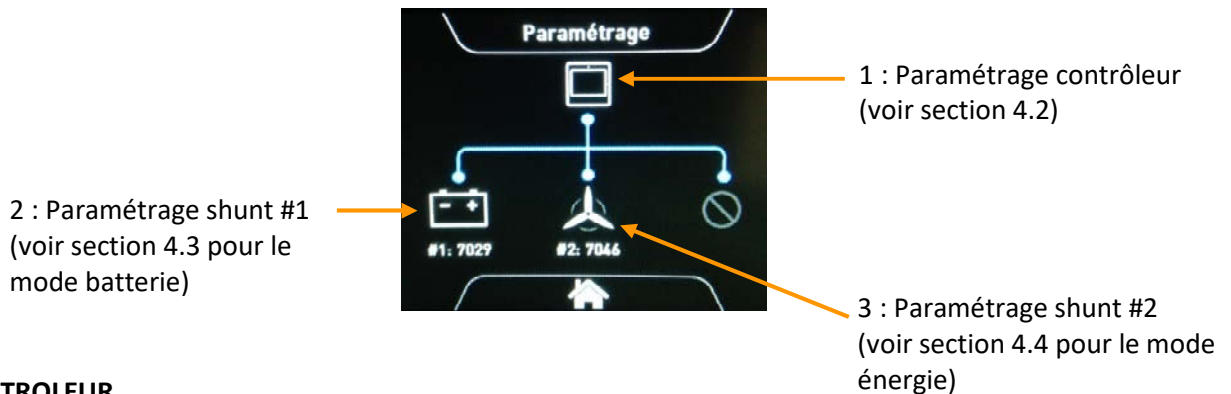 Paramétrage
1 : Paramétrage contrôleur
(voir section 4.2)
2 : Paramétrage shunt #1
(voir section 4.3 pour le
mode batterie)
#1: 7029
#2: 7046
3 : Paramétrage shunt #2
(voir section 4.4 pour le mode
énergie)
TROLEUR